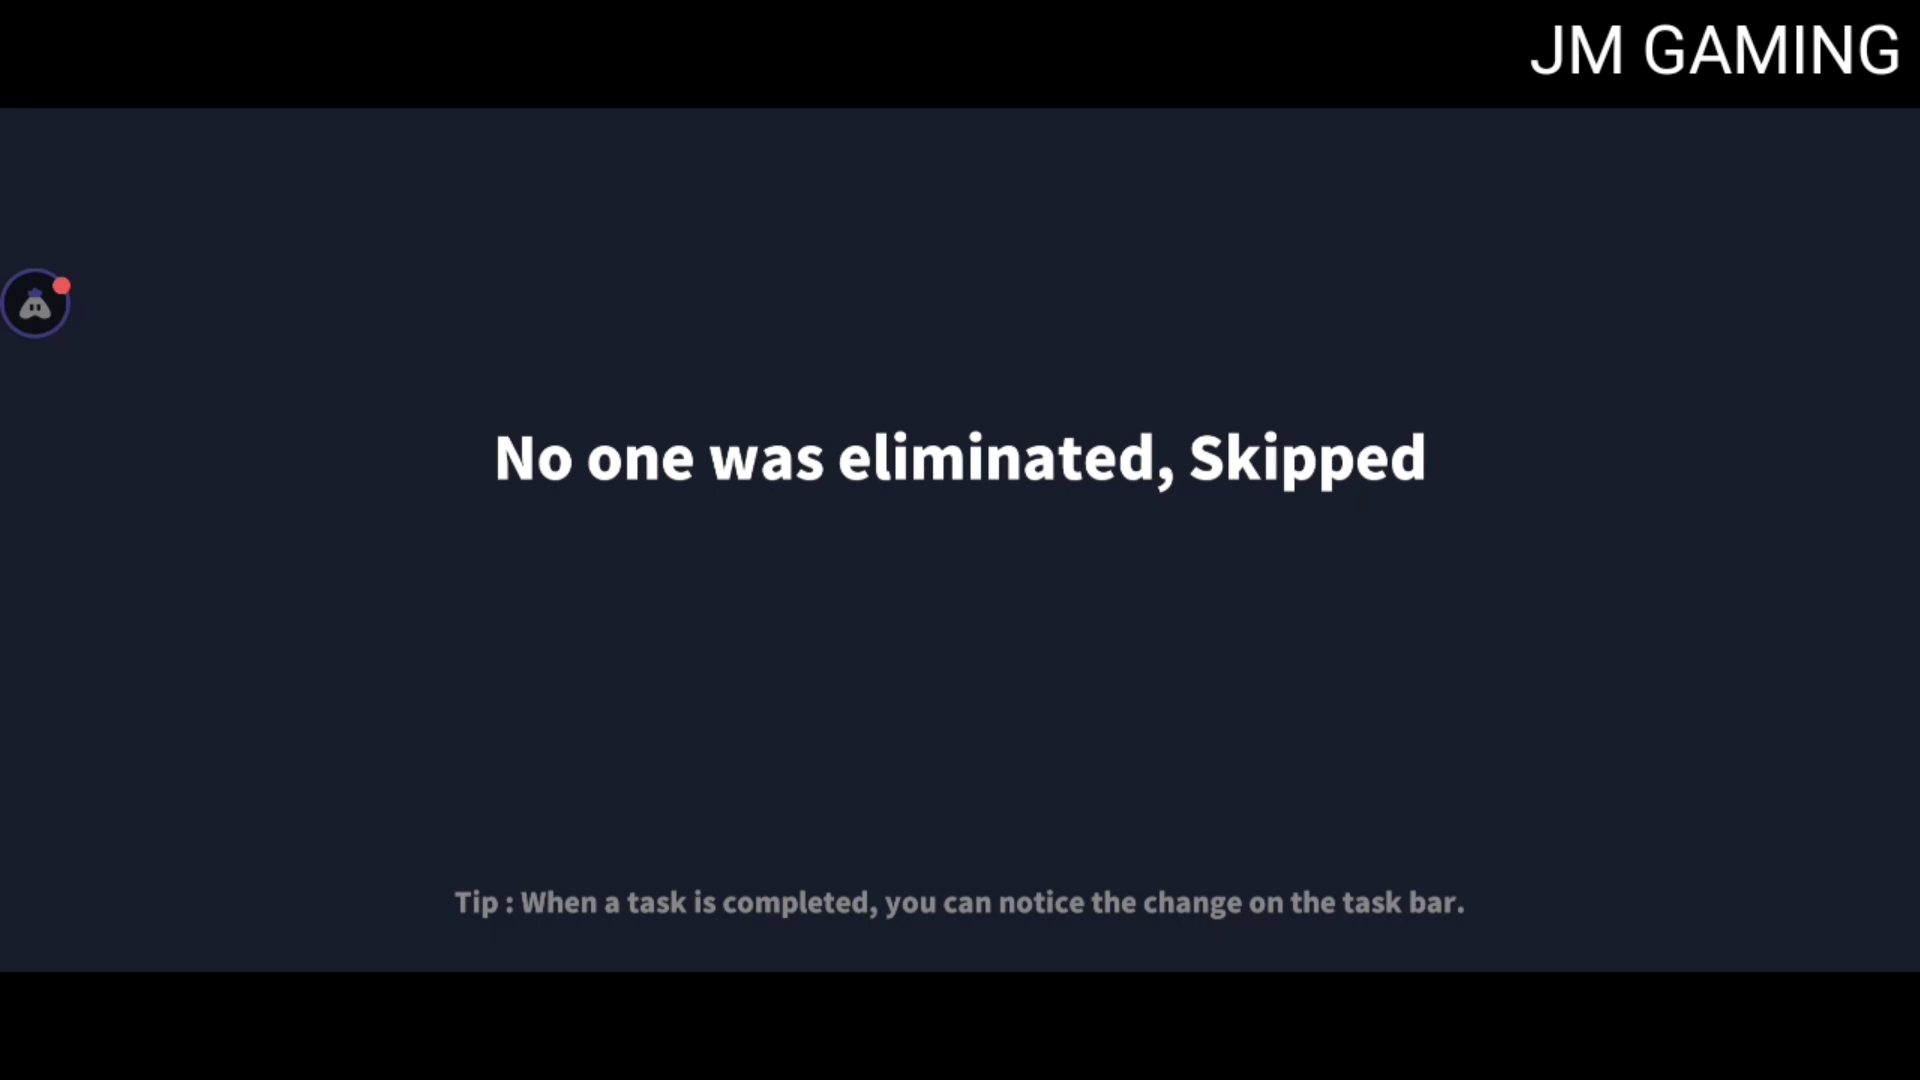 JM GAMING
No one was eliminated, Skipped
Tip : When a task is completed, you can notice the change on the task bar.